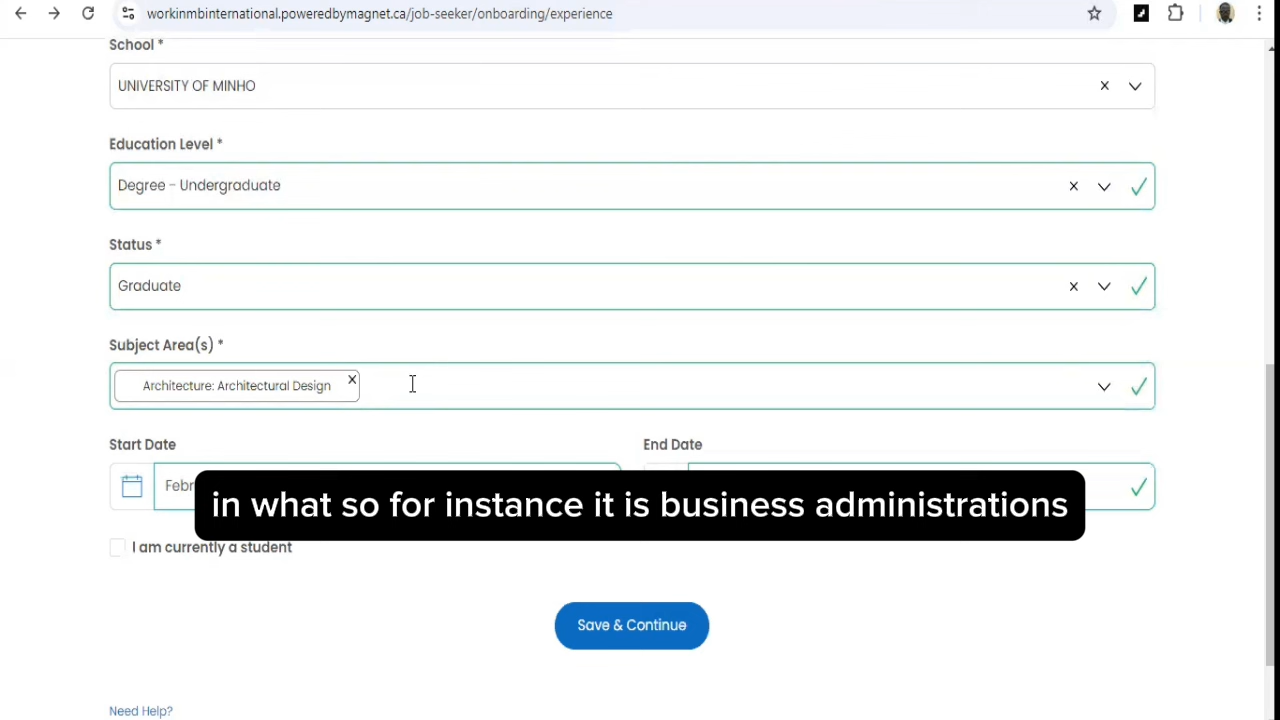 workinmbinternational.poweredbymagnet.ca/job-seeker/onboarding/experience
School *
UNIVERSITY OF MINHO
Education Level *
Degree - Undergraduate
Status *
Graduate
Subject Area(s) *
Architecture: Architectural Design
Start Date
End Date
Febr
in what so for instance it is business administrations
I am currently a student
Save & Continue
Need Help?